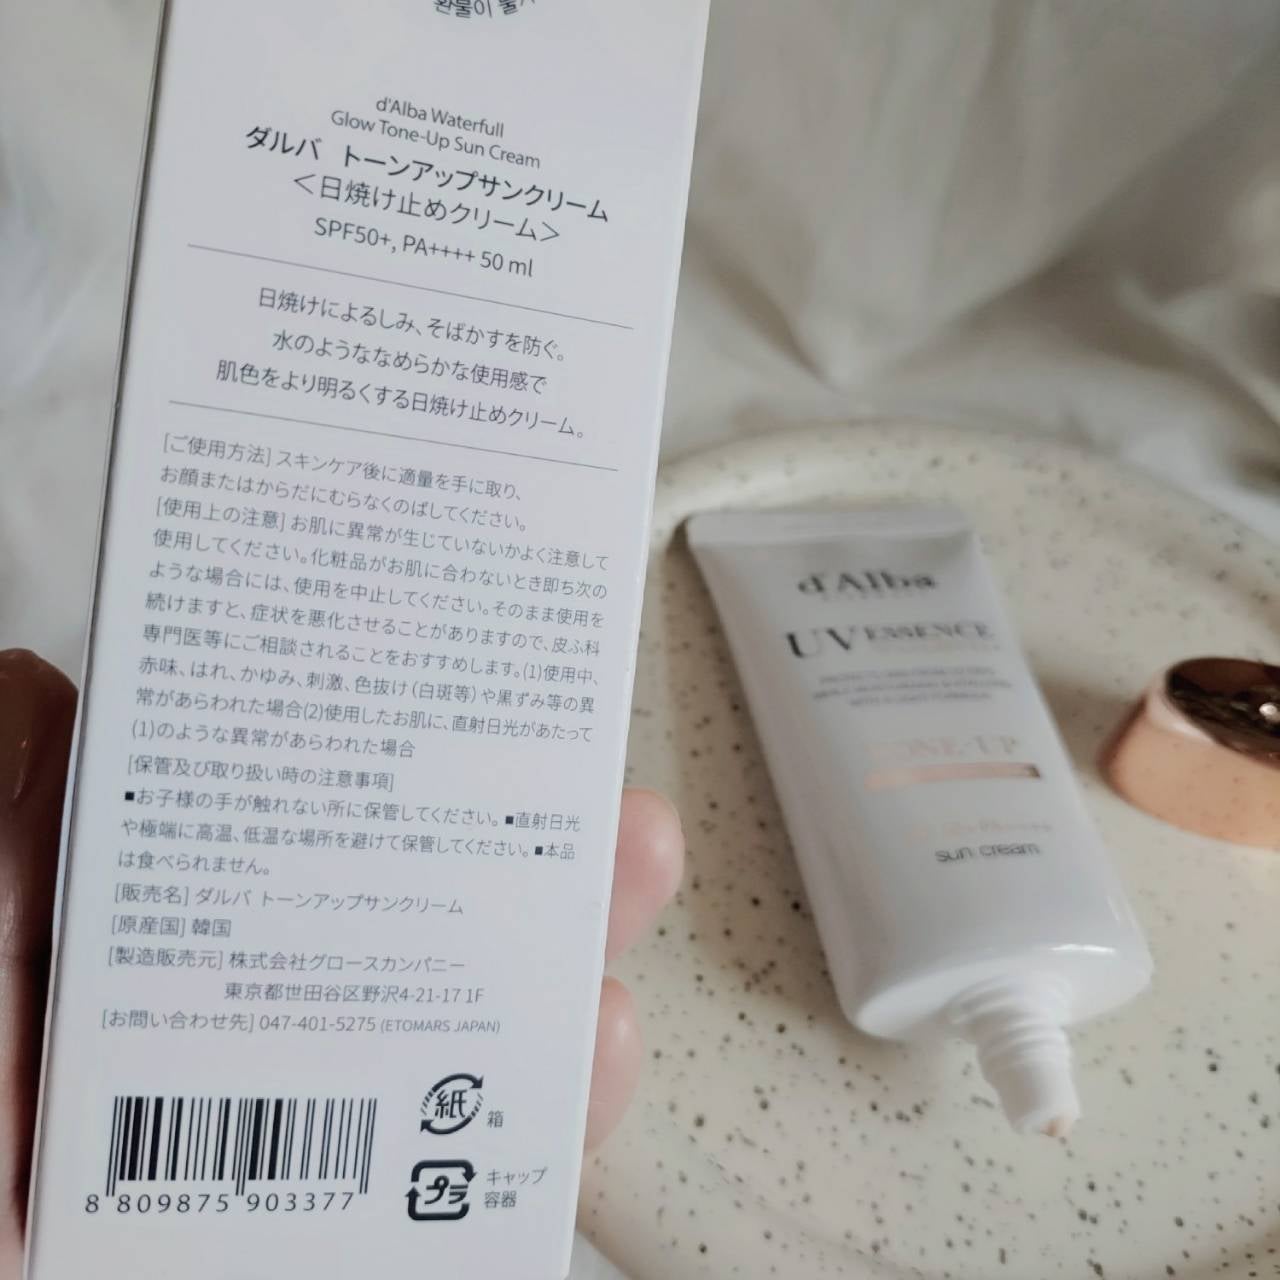 환불이 불
d'Alba Waterfull
Glow Tone-Up Sun Cream
ダルバ トーンアップサンクリーム
＜日焼け止めクリーム＞
SPF50+, PA++++ 50 ml
日焼けによるしみ、そばかすを防ぐ。
水のようななめらかな使用感で
肌色をより明るくする日焼け止めクリーム。
[ご使用方法] スキンケア後に適量を手に取り、
お顔またはからだにむらなくのばしてください。
[使用上の注意] お肌に異常が生じていないかよく注意して
使用してください。化粧品がお肌に合わないとき即ち次の
ような場合には、使用を中止してください。そのまま使用を
続けますと、症状を悪化させることがありますので、皮ふ科
専門医等にご相談されることをおすすめします。(1)使用中、
赤味、はれ、かゆみ、刺激、色抜け（白斑等）や黒ずみ等の異
常があらわれた場合(2)使用したお肌に、直射日光があたって
(1)のような異常があらわれた場合
[保管及び取り扱い時の注意事項]
■お子様の手が触れない所に保管してください。■直射日光
や極端に高温、低温な場所を避けて保管してください。■本品
は食べられません。
[販売名] ダルバ トーンアップサンクリーム
[原産国] 韓国
[製造販売元] 株式会社グロースカンパニー
東京都世田谷区野沢4-21-17 1F
[お問い合わせ先] 047-401-5275 (ETOMARS JAPAN)
8 809875 903377
紙
箱
プラ
キャップ
容器
d'Alba
UV ESSENCE
TONE-UP
sun cream